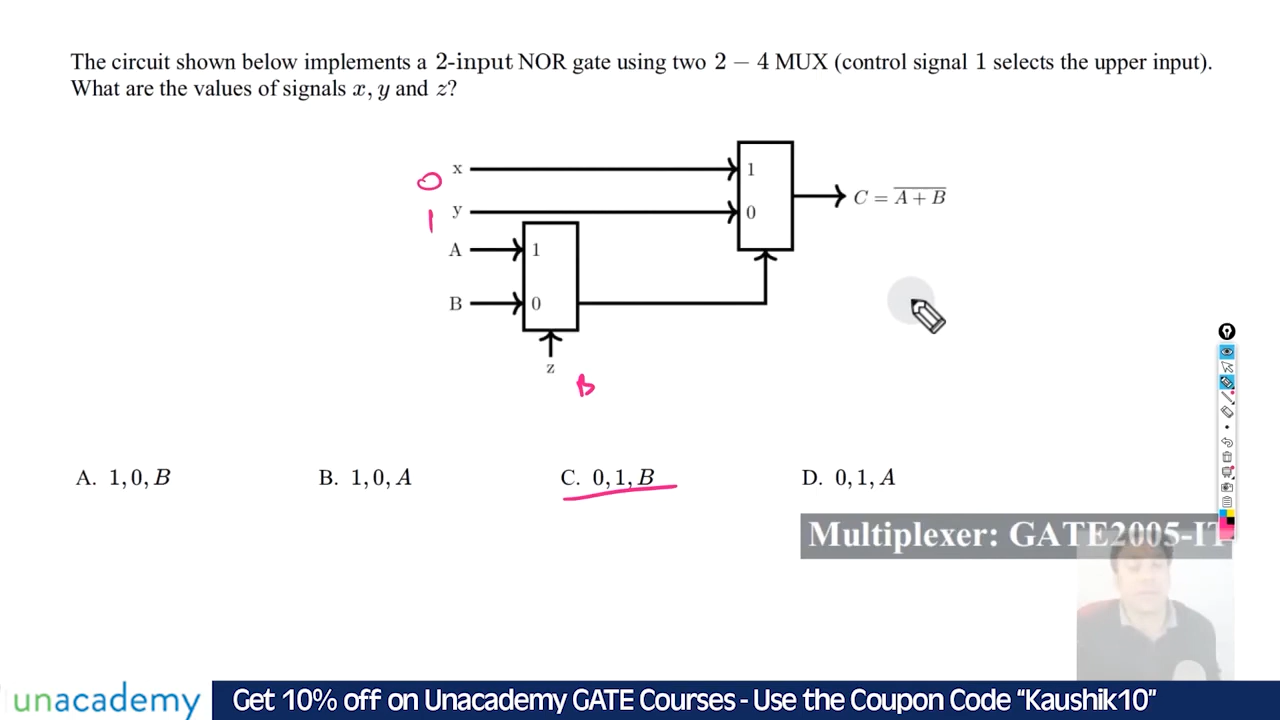 The circuit shown below implements a 2-input NOR gate using two 2 − 4 MUX (control signal 1 selects the upper input).
What are the values of signals x, y and z?
0 x 1
1 y 0 C = \overline{A + B}
A 1
B 0
z
B
A. 1, 0, B B. 1, 0, A C. 0, 1, B D. 0, 1, A
Multiplexer: GATE2005-IT
unacademy Get 10% off on Unacademy GATE Courses - Use the Coupon Code “Kaushik10”